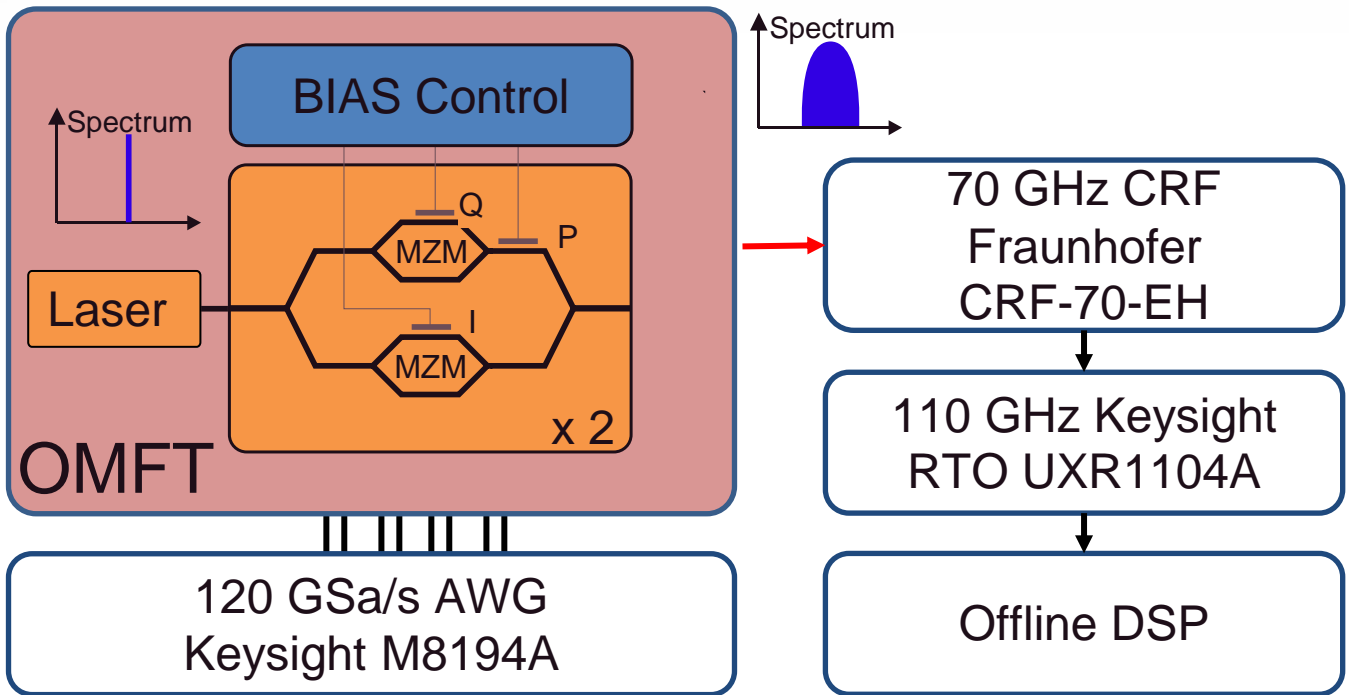 Spectrum
BIAS Control
Spectrum
Q
P
MZM
Laser
I
MZM
x 2
OMFT
120 GSa/s AWG
Keysight M8194A
70 GHz CRF
Fraunhofer
CRF-70-EH
110 GHz Keysight
RTO UXR1104A
Offline DSP